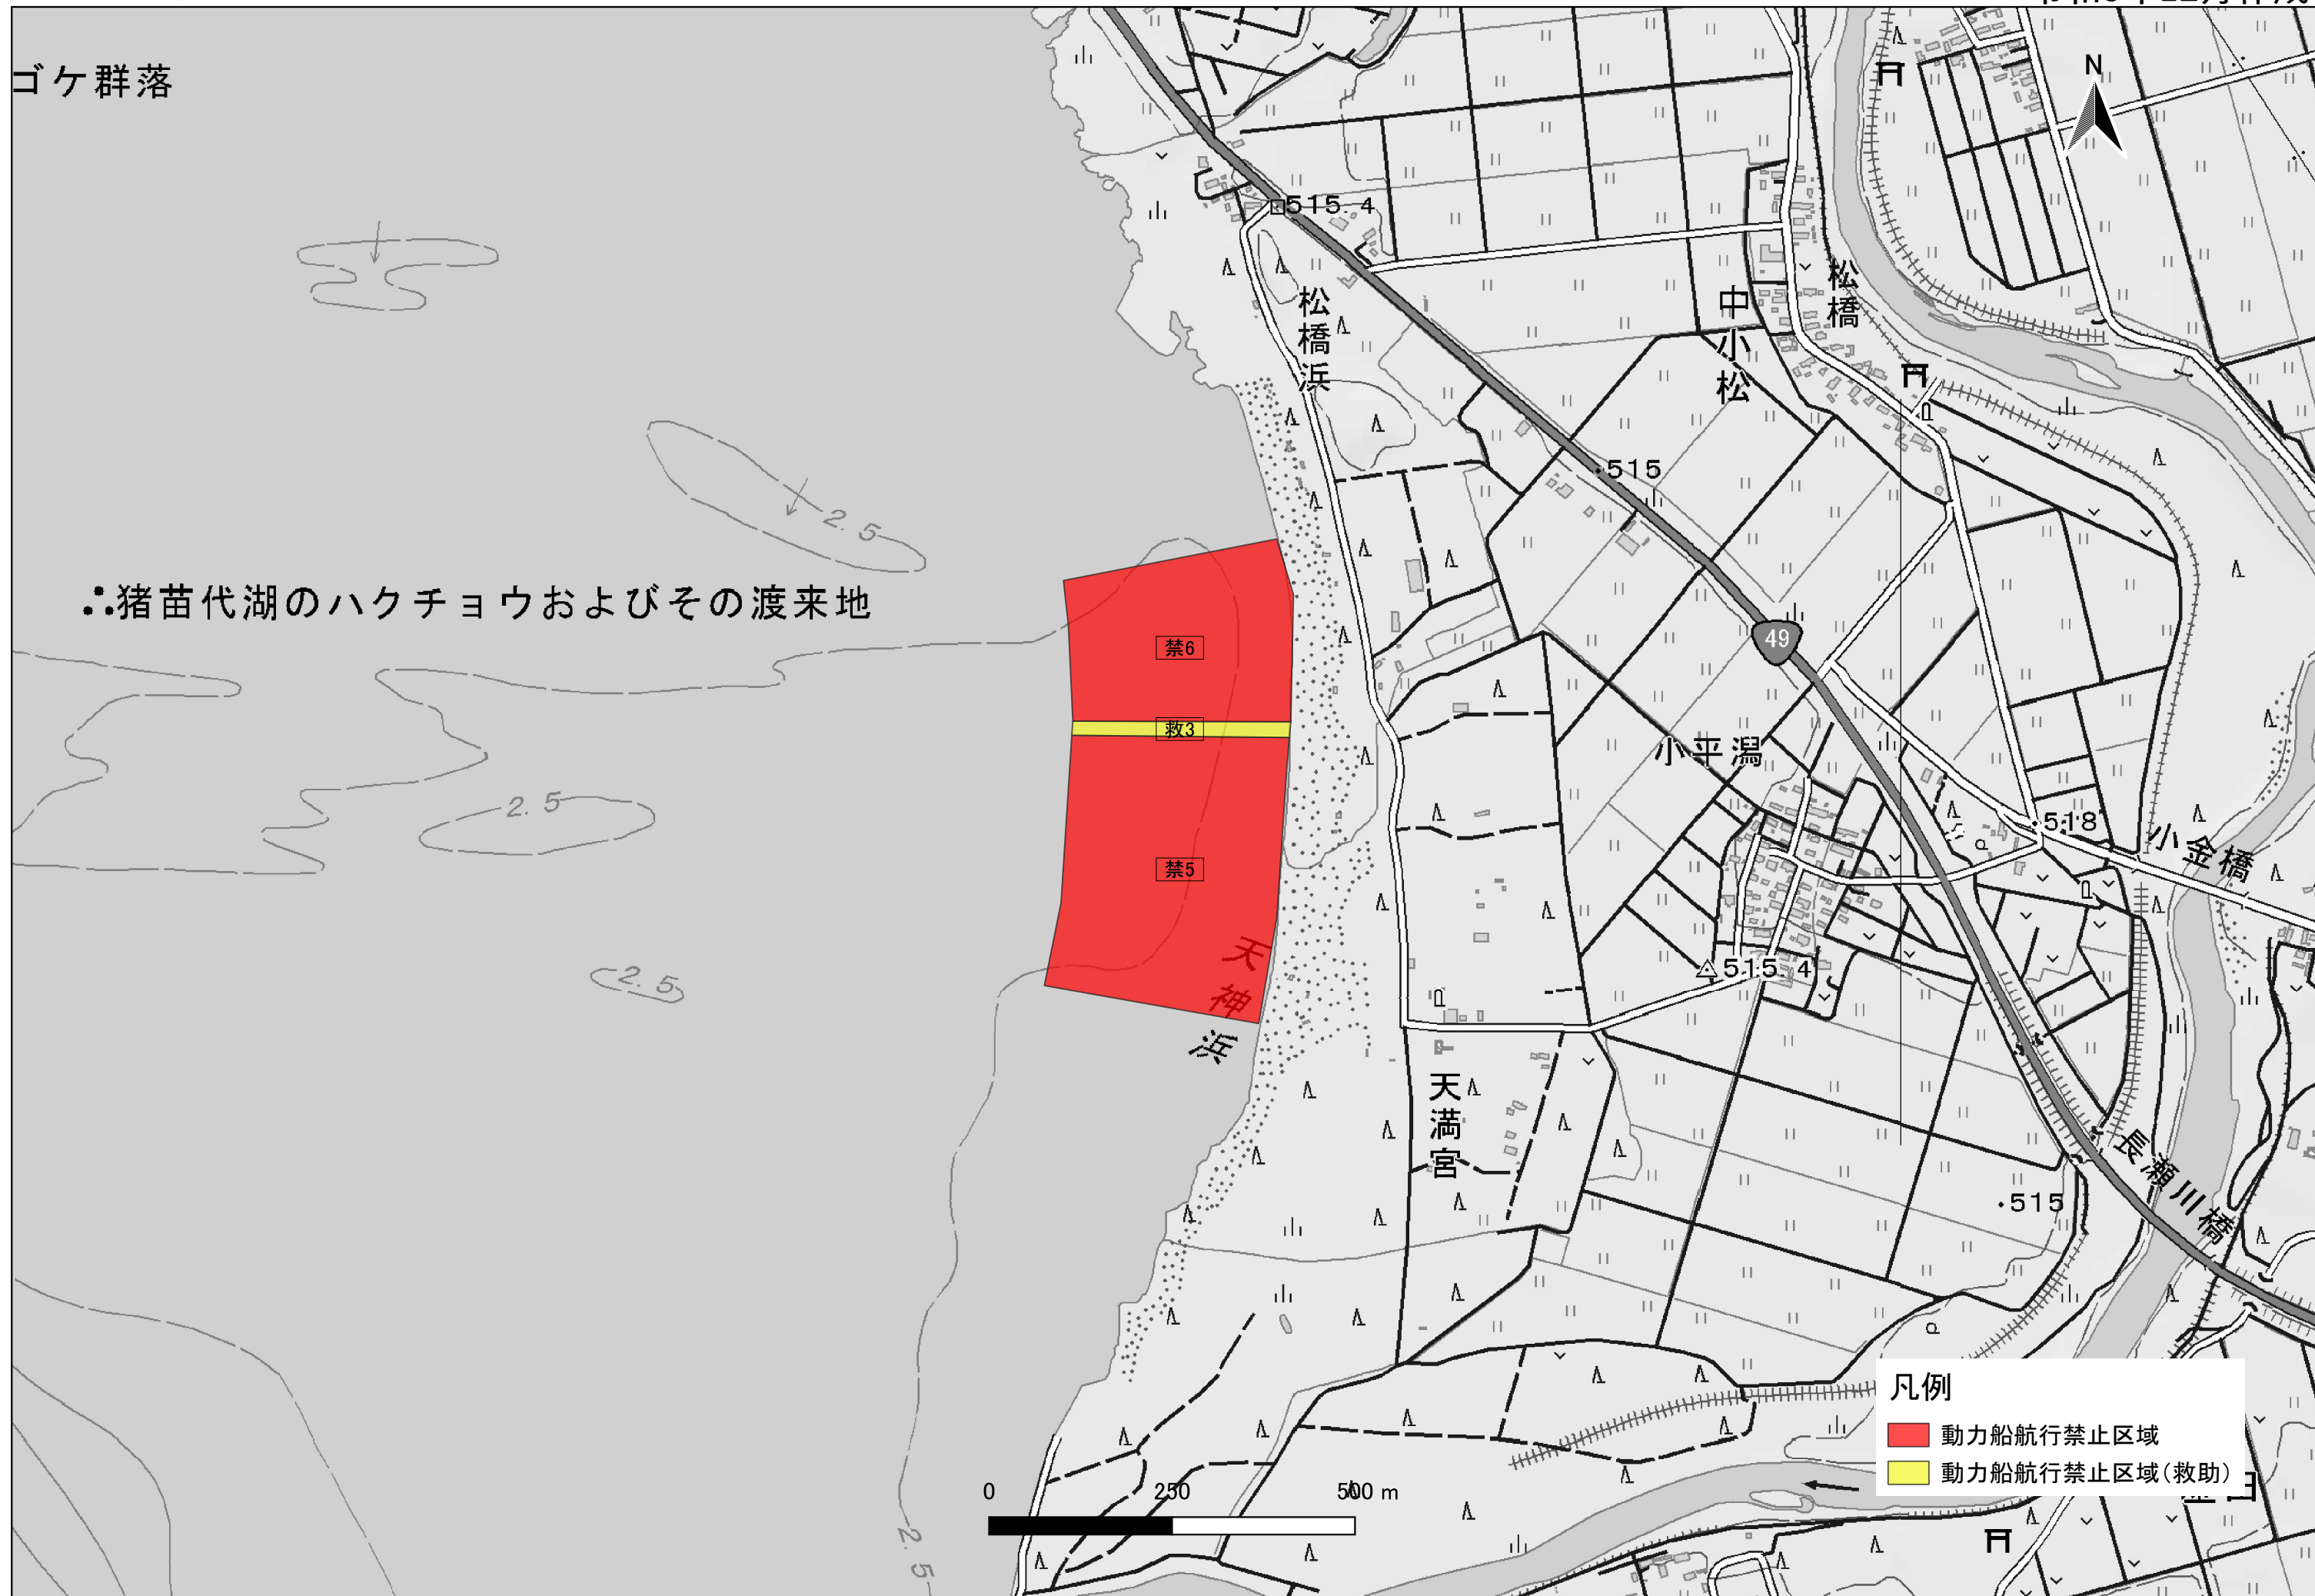 ゴケ群落
N
515.4
松橋浜
中小松
松橋
P
515
2.5
∴猪苗代湖のハクチョウおよびその渡来地
49
禁6
救3
小平潟
2.5
518
小金橋
禁5
P
P
天神浜
2.5
515.4
P
天満宮
長瀬川橋
515
P
凡例
動力船航行禁止区域
動力船航行禁止区域(救助)
0 250 500 m
2.5